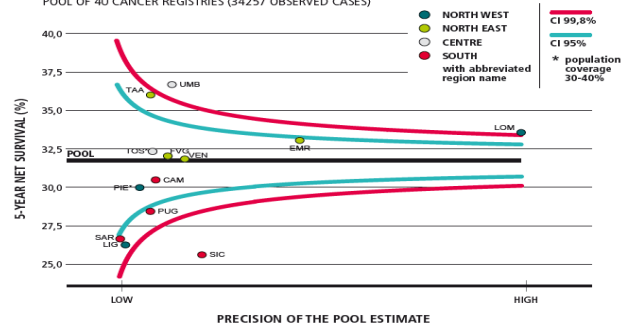 POOL OF 40 CANCER REGISTRIES (34257 OBSERVED CASES)
NORTH WEST
NORTH EAST
CENTRE
SOUTH
with abbreviated
region name
CI 99,8%
CI 95%
* population
coverage
30-40%
5-YEAR NET SURVIVAL (%)
40,0
37,5
35,0
32,5
30,0
27,5
25,0
UMB
TAA
LOM
EMR
TOS*
FVG
VEN
POOL
CAM
PIE*
PUG
SAR
LIG
SIC
LOW
HIGH
PRECISION OF THE POOL ESTIMATE